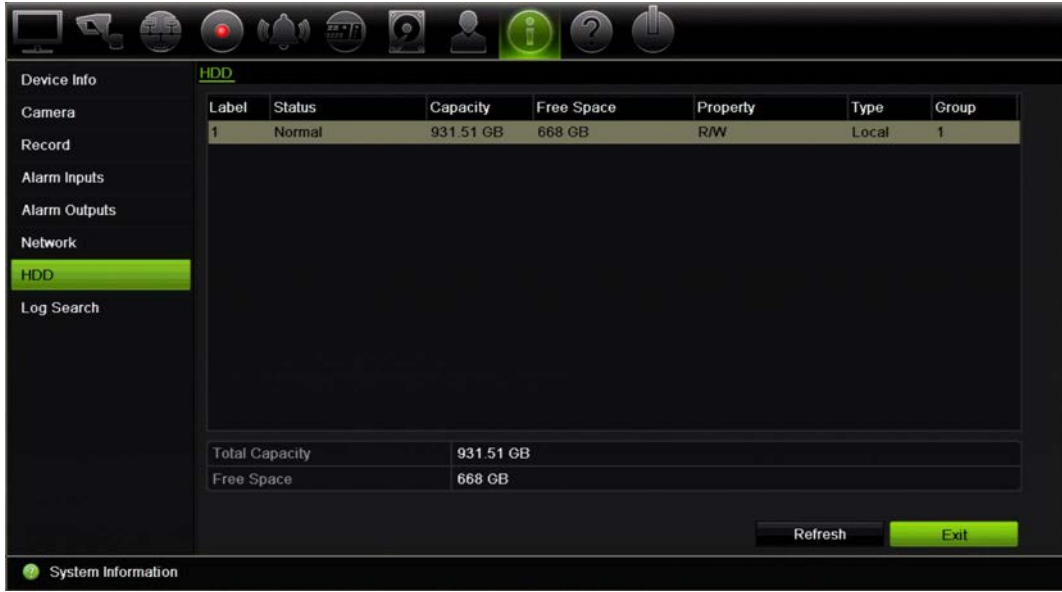 Device Info
Camera
Record
Alarm Inputs
Alarm Outputs
Network
HDD
Log Search
HDD
Label Status Capacity Free Space Property Type Group
1 Normal 931.51 GB 668 GB R/W Local 1
Total Capacity 931.51 GB
Free Space 668 GB
Refresh Exit
System Information